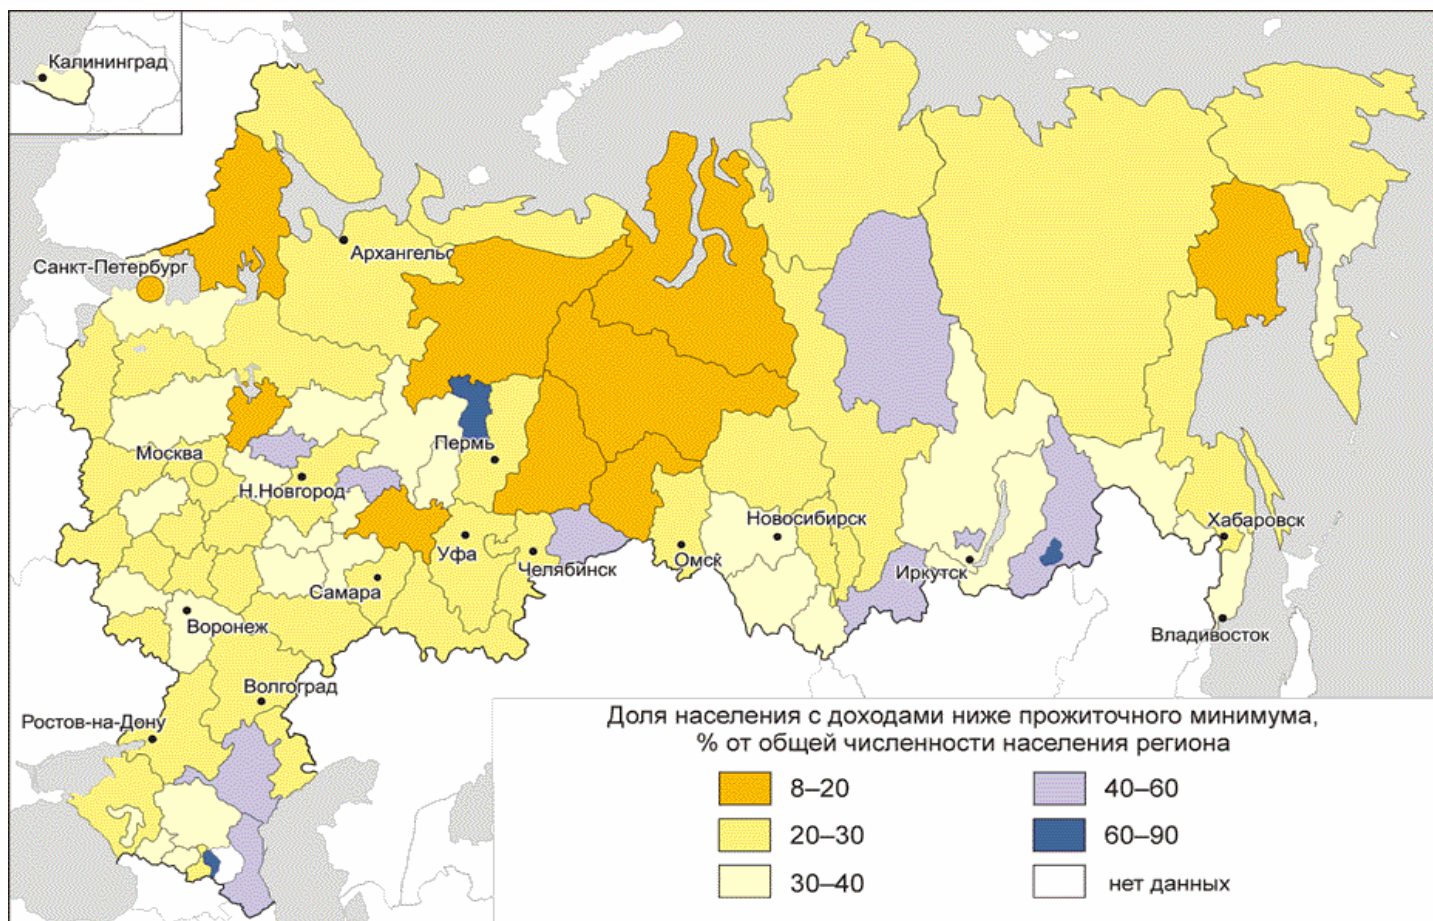 Калининград
Архангельс
Санкт-Петербург
Пермь
Москва
Н.Новгород
Новосибирск
Хабаровск
Уфа
Омск
Челябинск
Иркутск
Самара
Воронеж
Владивосток
Волгоград
Ростов-на-Дону
Доля населения с доходами ниже прожиточного минимума,
% от общей численности населения региона
8–20
40–60
20–30
60–90
30–40
нет данных